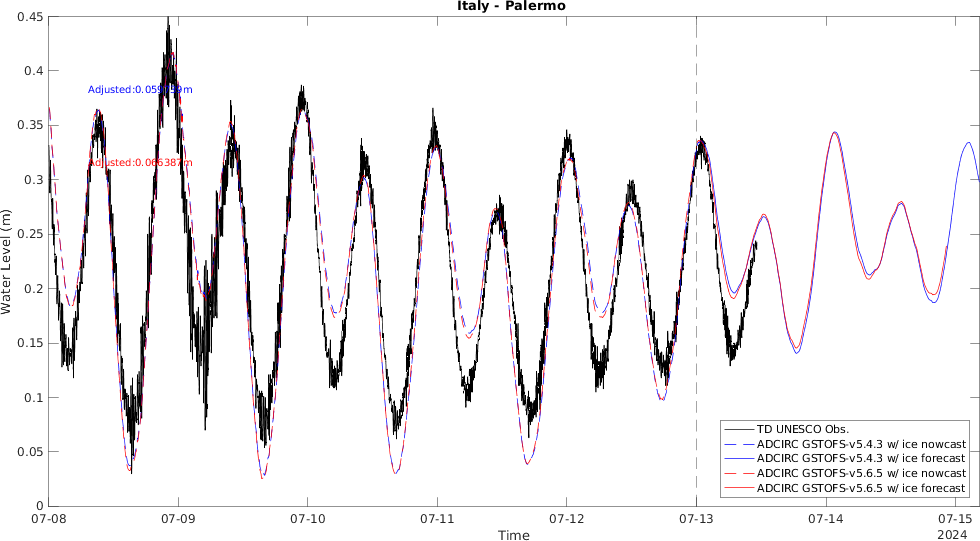 Italy - Palermo
Water Level (m)
0.45
0.4
0.35
0.3
0.25
0.2
0.15
0.1
0.05
0
Adjusted:0.066387m
07-08
07-09
07-10
07-11
07-12
07-13
07-14
07-15
Time
2024
TD UNESCO Obs.
ADCIRC GSTOFS-v5.4.3 w/ ice nowcast
ADCIRC GSTOFS-v5.4.3 w/ ice forecast
ADCIRC GSTOFS-v5.6.5 w/ ice nowcast
ADCIRC GSTOFS-v5.6.5 w/ ice forecast